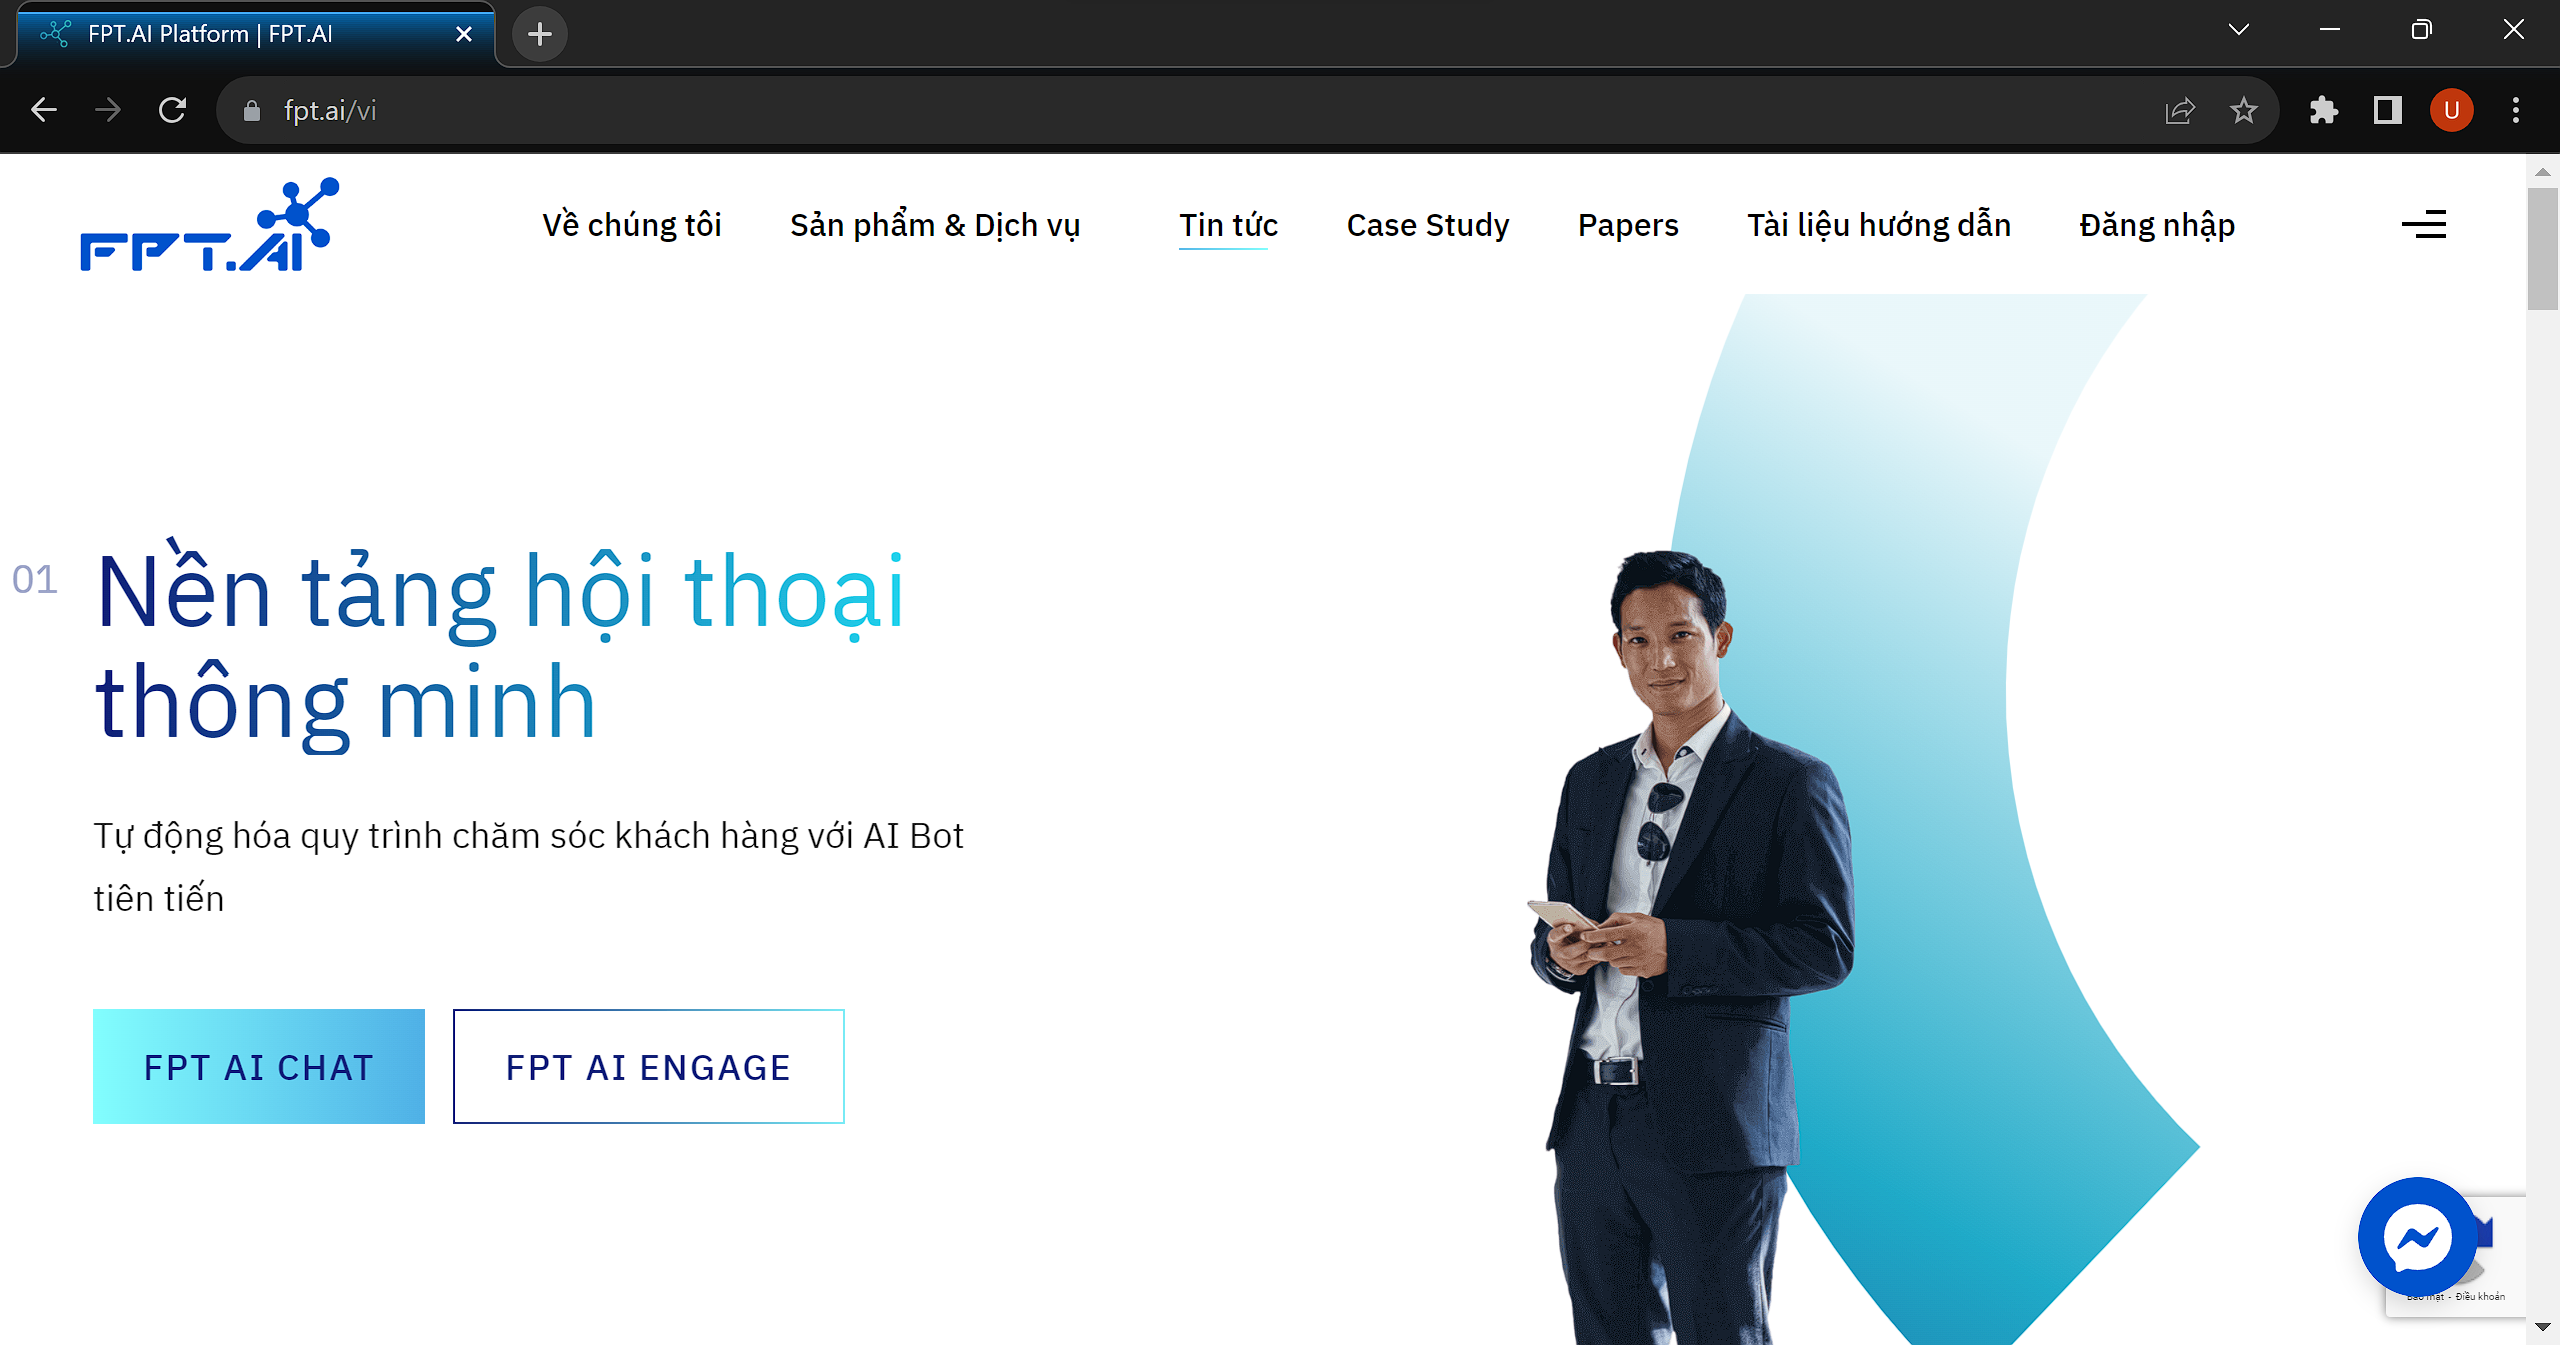 FPT.AI Platform | FPT.AI
fpt.ai/vi
U
FPT.AI
Về chúng tôi
Sản phẩm & Dịch vụ
Tin tức
Case Study
Papers
Tài liệu hướng dẫn
Đăng nhập
01
Nền tảng hội thoại
thông minh
Tự động hóa quy trình chăm sóc khách hàng với AI Bot
tiên tiến
FPT AI CHAT
FPT AI ENGAGE
Bảo mật - Điều khoản